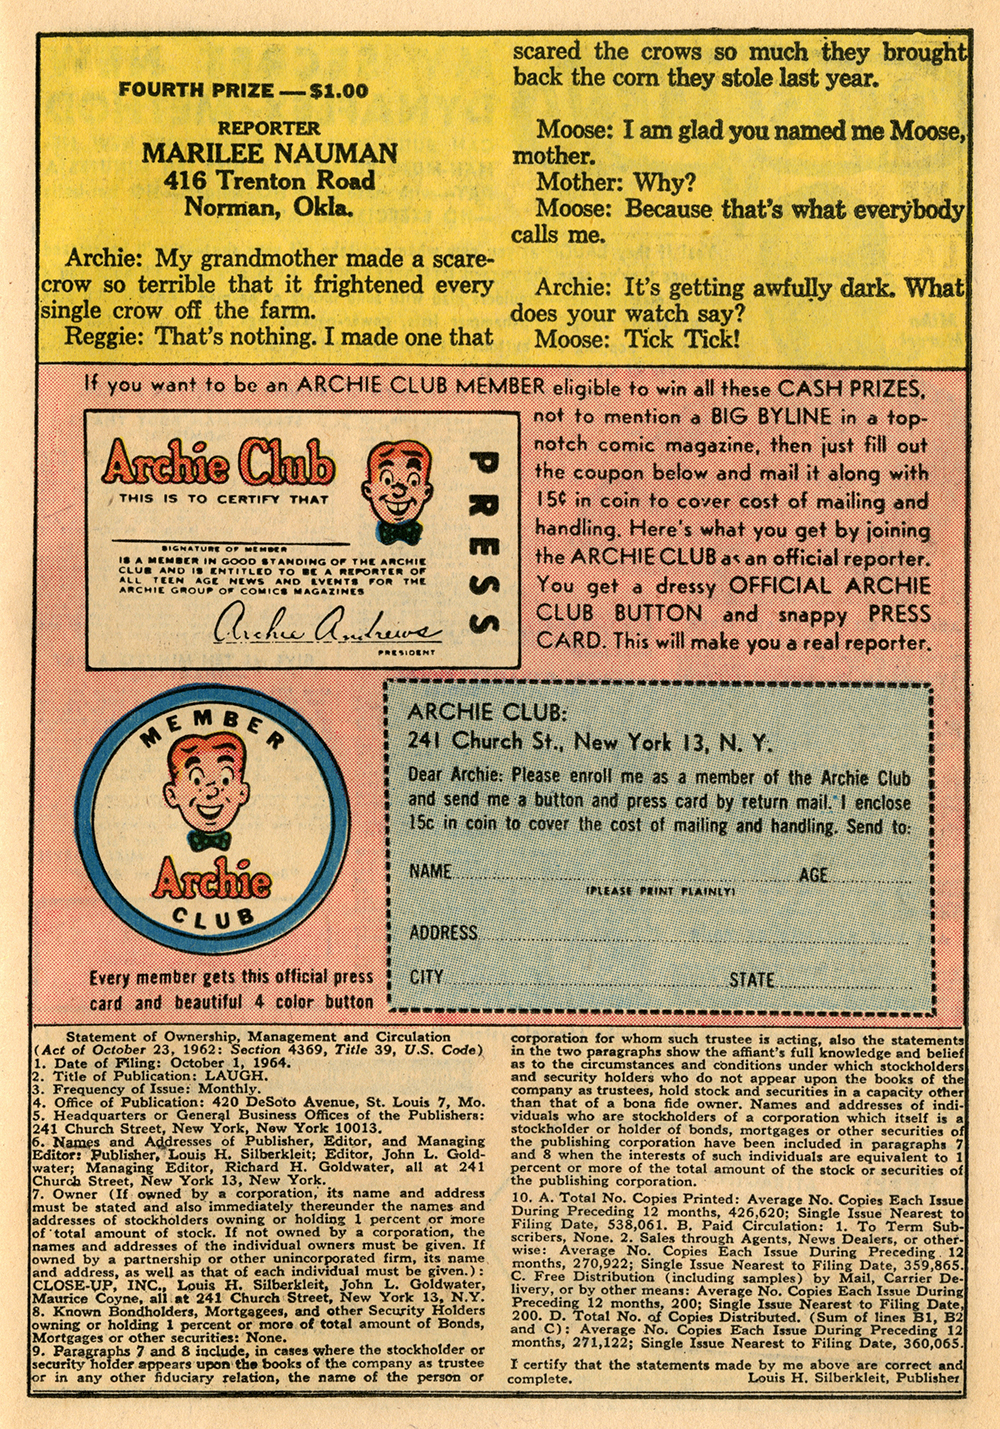 FOURTH PRIZE — $1.00
REPORTER
MARILEE NAUMAN
416 Trenton Road
Norman, Okla.
Archie: My grandmother made a scare-
crow so terrible that it frightened every
single crow off the farm.
Reggie: That's nothing. I made one that
scared the crows so much they brought
back the corn they stole last year.
Moose: I am glad you named me Moose,
mother.
Mother: Why?
Moose: Because that's what everybody
calls me.
Archie: It's getting awfully dark. What
does your watch say?
Moose: Tick Tick!
If you want to be an ARCHIE CLUB MEMBER eligible to win all these CASH PRIZES,
not to mention a BIG BYLINE in a top-
notch comic magazine, then just fill out
the coupon below and mail it along with
15¢ in coin to cover cost of mailing and
handling. Here's what you get by joining
the ARCHIE CLUB as an official reporter.
You get a dressy OFFICIAL ARCHIE
CLUB BUTTON and snappy PRESS
CARD. This will make you a real reporter.
Archie Club
THIS IS TO CERTIFY THAT
SIGNATURE OF MEMBER
IS A MEMBER IN GOOD STANDING OF THE ARCHIE
CLUB AND IS ENTITLED TO BE A REPORTER OF
ALL TEEN AGE NEWS AND EVENTS FOR THE
ARCHIE GROUP OF COMICS MAGAZINES
Archie Andrews
PRESIDENT
PRESS
MEMBER
Archie
CLUB
Every member gets this official press
card and beautiful 4 color button
ARCHIE CLUB:
241 Church St., New York 13, N. Y.
Dear Archie: Please enroll me as a member of the Archie Club
and send me a button and press card by return mail. I enclose
15c in coin to cover the cost of mailing and handling. Send to:
NAME AGE
(PLEASE PRINT PLAINLY)
ADDRESS
CITY STATE
Statement of Ownership, Management and Circulation
(Act of October 23, 1962: Section 4369, Title 39, U.S. Code)
1. Date of Filing: October 1, 1964.
2. Title of Publication: LAUGH.
3. Frequency of Issue: Monthly.
4. Office of Publication: 420 DeSoto Avenue, St. Louis 7, Mo.
5. Headquarters or General Business Offices of the Publishers:
241 Church Street, New York, New York 10013.
6. Names and Addresses of Publisher, Editor, and Managing
Editor: Publisher, Louis H. Silberkleit; Editor, John L. Gold-
water; Managing Editor, Richard H. Goldwater, all at 241
Church Street, New York 13, New York.
7. Owner (If owned by a corporation, its name and address
must be stated and also immediately thereunder the names and
addresses of stockholders owning or holding 1 percent or more
of total amount of stock. If not owned by a corporation, the
names and addresses of the individual owners must be given. If
owned by a partnership or other unincorporated firm, its name
and address, as well as that of each individual must be given.) :
CLOSE-UP, INC., Louis H. Silberkleit, John L. Goldwater,
Maurice Coyne, all at 241 Church Street, New York 13, N.Y.
8. Known Bondholders, Mortgagees, and other Security Holders
owning or holding 1 percent or more of total amount of Bonds,
Mortgages or other securities: None.
9. Paragraphs 7 and 8 include, in cases where the stockholder or
security holder appears upon the books of the company as trustee
or in any other fiduciary relation, the name of the person or
corporation for whom such trustee is acting, also the statements
in the two paragraphs show the affiant's full knowledge and belief
as to the circumstances and conditions under which stockholders
and security holders who do not appear upon the books of the
company as trustees, hold stock and securities in a capacity other
than that of a bona fide owner. Names and addresses of indi-
viduals who are stockholders of a corporation which itself is a
stockholder or holder of bonds, mortgages or other securities of
the publishing corporation have been included in paragraphs 7
and 8 when the interests of such individuals are equivalent to 1
percent or more of the total amount of the stock or securities of
the publishing corporation.
10. A. Total No. Copies Printed: Average No. Copies Each Issue
During Preceding 12 months, 426,620; Single Issue Nearest to
Filing Date, 538,061. B. Paid Circulation: 1. To Term Sub-
scribers, None. 2. Sales through Agents, News Dealers, or other-
wise: Average No. Copies Each Issue During Preceding 12
months, 270,922; Single Issue Nearest to Filing Date, 359,865.
C. Free Distribution (including samples) by Mail, Carrier De-
livery, or by other means: Average No. Copies Each Issue During
Preceding 12 months, 200; Single Issue Nearest to Filing Date,
200. D. Total No. of Copies Distributed. (Sum of lines B1, B2
and C) : Average No. Copies Each Issue During Preceding 12
months, 271,122; Single Issue Nearest to Filing Date, 360,065.
I certify that the statements made by me above are correct and
complete. Louis H. Silberkleit, Publisher